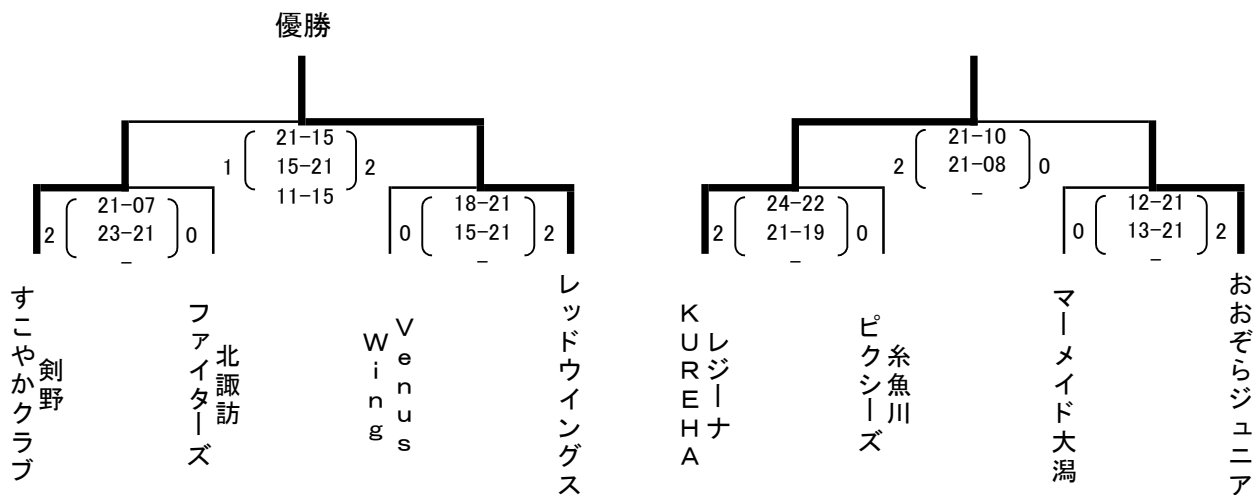 優勝
21-15
1 15-21 2
11-15
21-10
2 21-08 0
-
21-07
2 23-21 0
-
18-21
0 15-21 2
-
24-22
2 21-19 0
-
12-21
0 13-21 2
-
剣野
すこやかクラブ
北諏訪
ファイターズ
Venus
Wing
レッドウイングス
レジーナ
KUREHA
糸魚川
ピクシーズ
マーメイド大潟
おおぞらジュニア